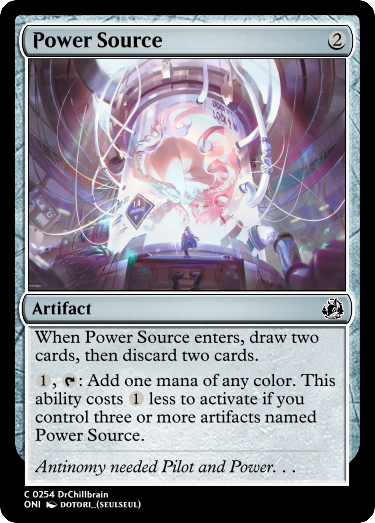 Power Source 2
Artifact
When Power Source enters, draw two
cards, then discard two cards.
1, T: Add one mana of any color. This
ability costs 1 less to activate if you
control three or more artifacts named
Power Source.
Antinomy needed Pilot and Power. . .
C 0254 DrChillbrain
ONI DOTORI_(SEULSEUL)